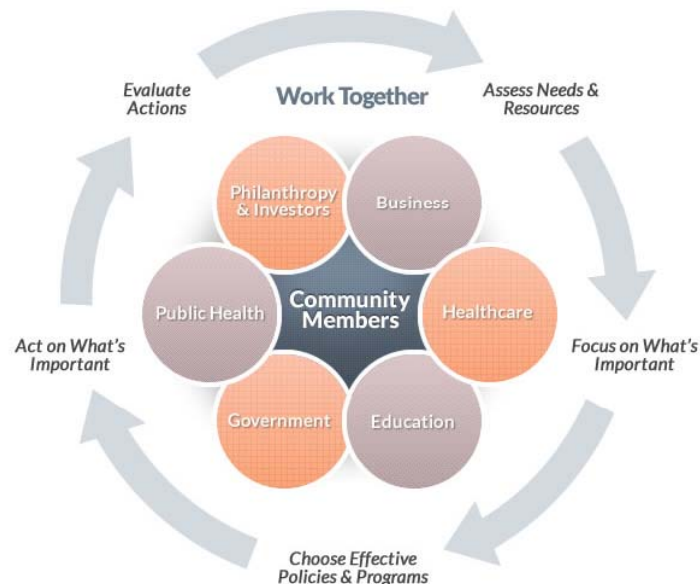 Evaluate
Actions
Work Together
Assess Needs &
Resources
Philanthropy
& Investors
Business
Public Health
Community
Members
Healthcare
Act on What's
Important
Focus on What's
Important
Government
Education
Choose Effective
Policies & Programs